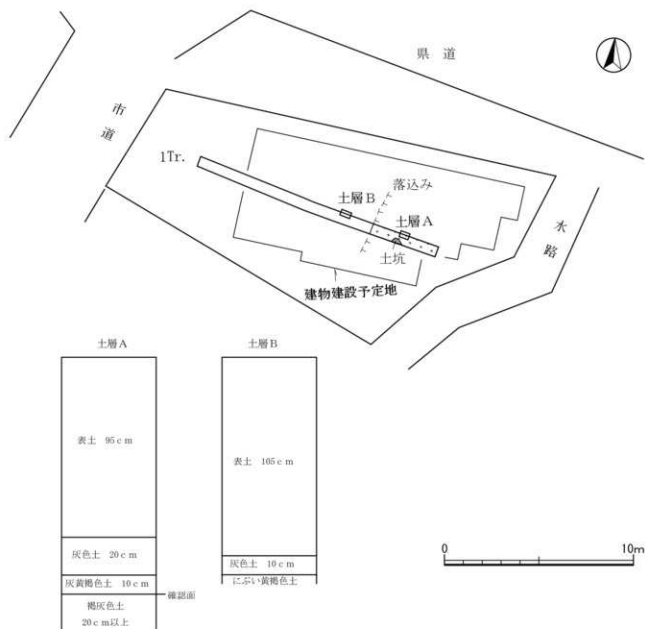 県道
市
道
1Tr.
落込み
土層B
土層A
水
路
土坑
建物建設予定地
土層A
表土 95cm
灰色土 20cm
灰黄褐色土 10cm
確認面
褐灰色土
20cm以上
土層B
表土 105cm
灰色土 10cm
にぶい黄褐色土
0
10m